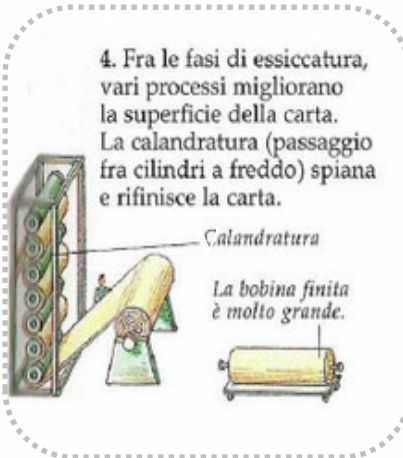 4. Fra le fasi di essiccatura,
vari processi migliorano
la superficie della carta.
La calandratura (passaggio
fra cilindri a freddo) spiana
e rifinisce la carta.
Calandratura
La bobina finita
è molto grande.